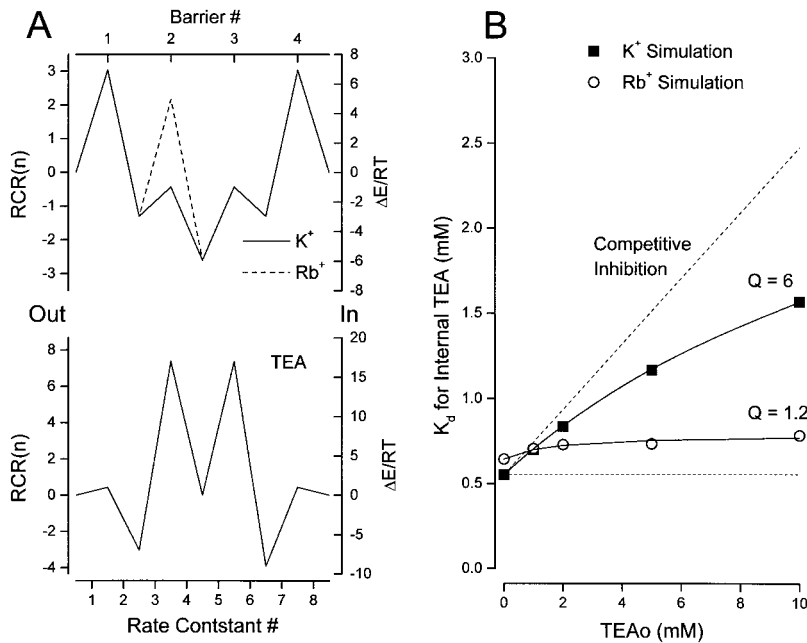 A
Barrier #
1 2 3 4
3
2
1
0
-1
-2
-3
RCR(n)
8
6
4
2
0
-2
-4
-6
-8
ΔE/RT
K+
Rb+
Out
In
TEA
8
6
4
2
0
-2
-4
RCR(n)
20
15
10
5
0
-5
-10
ΔE/RT
1 2 3 4 5 6 7 8
Rate Contstant #
B
3.0
2.5
2.0
1.5
1.0
0.5
0.0
Kd for Internal TEA (mM)
K+ Simulation
Rb+ Simulation
Competitive
Inhibition
Q = 6
Q = 1.2
0 2 4 6 8 10
TEAo (mM)